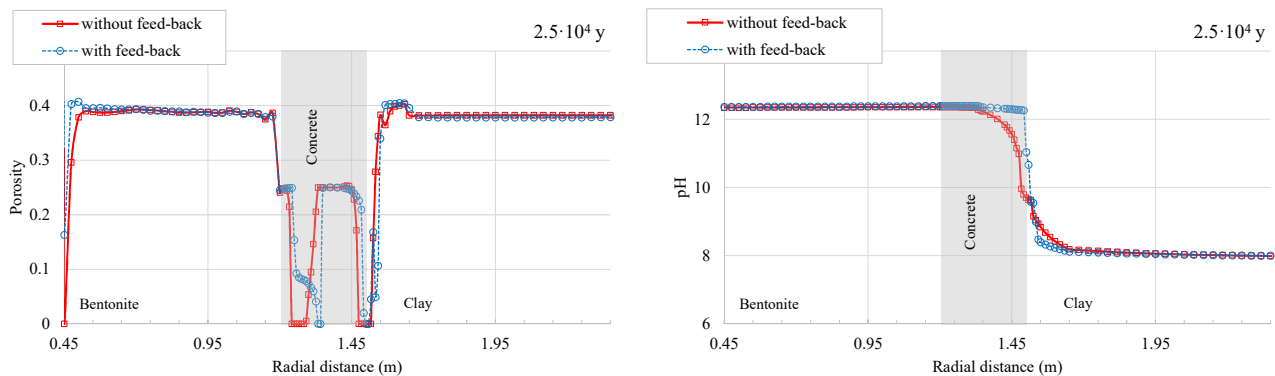 without feed-back
with feed-back
2.5·10⁴ y
Porosity
0.4
0.3
0.2
0.1
0
Concrete
Bentonite
Clay
0.45
0.95
1.45
1.95
Radial distance (m)
without feed-back
with feed-back
2.5·10⁴ y
pH
12
10
8
6
Concrete
Bentonite
Clay
0.45
0.95
1.45
1.95
Radial distance (m)